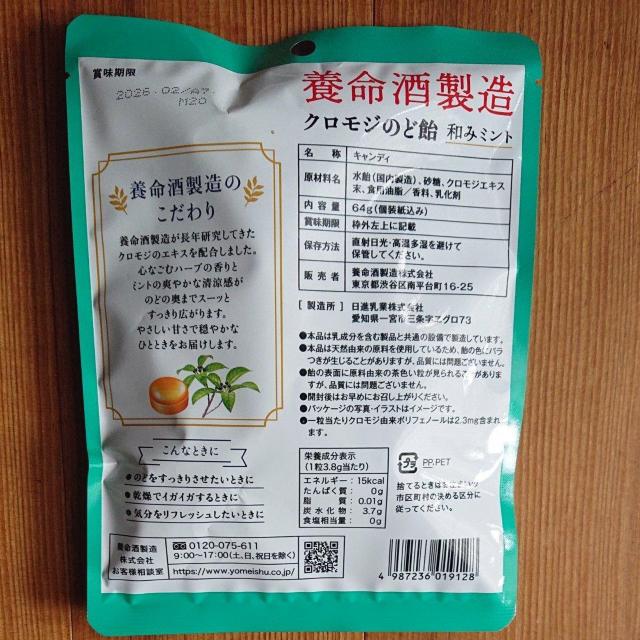 賞味期限
養命酒製造
クロモジのど飴 和みミント
養命酒製造の
こだわり
養命酒製造が長年研究してきた
クロモジのエキスを配合しました。
心なごむハーブの香りと
ミントの爽やかな清涼感が
のどの奥までスーッと
すっきり広がります。
やさしい甘さで穏やかな
ひとときをお届けします。
こんなときに
●のどをすっきりさせたいときに
●乾燥でイガイガするときに
●気分をリフレッシュしたいときに
養命酒製造
株式会社
お客様相談室
0120-075-611
9:00～17:00(土、日、祝日を除く)
https://www.yomeishu.co.jp/
名称 キャンディ
原材料名 水飴(国内製造)、砂糖、クロモジエキス
末、食用油脂/香料、乳化剤
内容量 64g(個装紙込み)
賞味期限 枠外左上に記載
保存方法 直射日光・高温多湿を避けて
保管してください。
販売者 養命酒製造株式会社
東京都渋谷区南平台町16-25
[製造所] 日進乳業株式会社
愛知県一宮市三条字ヱグロ73
●本品は乳成分を含む製品と共通の設備で製造しています。
●本品は天然由来の原料を使用しているため、飴の色にバラ
つきが生じることがありますが、品質には問題ございません。
●飴の表面に原料由来の茶色い粒が見られることがありま
すが、品質には問題ございません。
●開封後はお早めにお召し上がりください。
●パッケージの写真・イラストはイメージです。
●一粒当たりクロモジ由来ポリフェノールは2.3mg含まれ
ます。
栄養成分表示
(1粒3.8g当たり)
エネルギー: 15kcal
たんぱく質: 0g
脂質: 0.01g
炭水化物: 3.7g
食塩相当量: 0g
プラ
PP,PET
捨てるときはお住まいの
市区町村の決める区分に
従ってください。
4 987236 019128